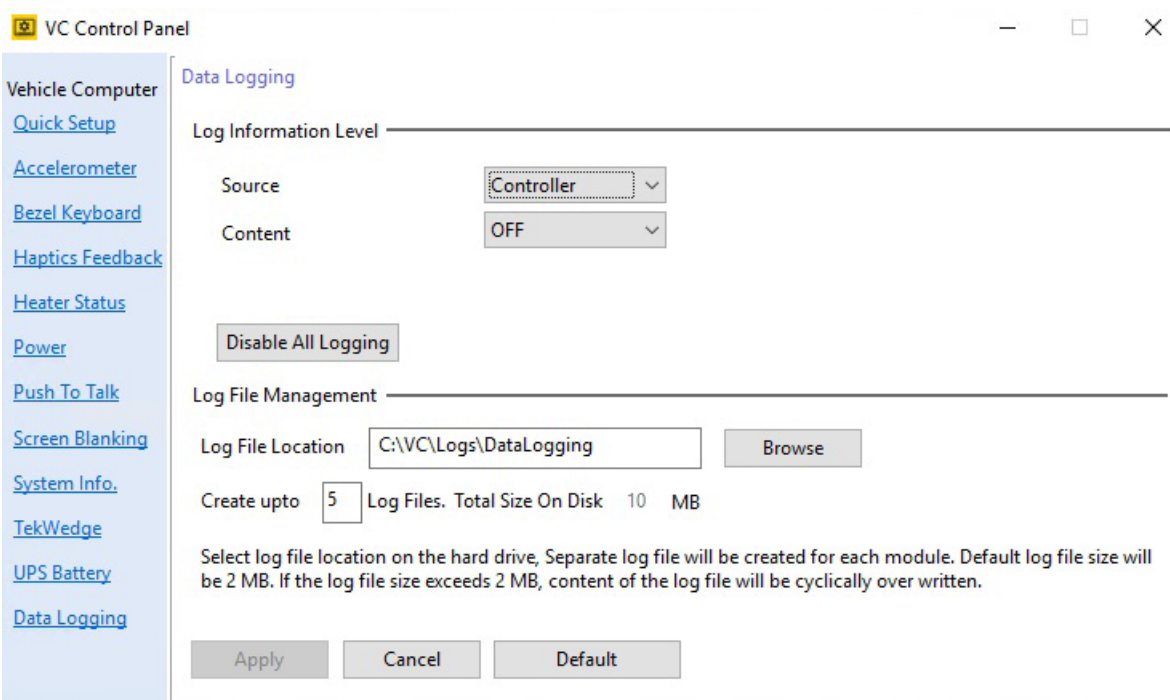 VC Control Panel
Vehicle Computer
Quick Setup
Accelerometer
Bezel Keyboard
Haptics Feedback
Heater Status
Power
Push To Talk
Screen Blanking
System Info.
TekWedge
UPS Battery
Data Logging
Data Logging
Log Information Level
Source Controller
Content OFF
Disable All Logging
Log File Management
Log File Location C:\VC\Logs\DataLogging Browse
Create upto 5 Log Files. Total Size On Disk 10 MB
Select log file location on the hard drive, Separate log file will be created for each module. Default log file size will
be 2 MB. If the log file size exceeds 2 MB, content of the log file will be cyclically over written.
Apply Cancel Default